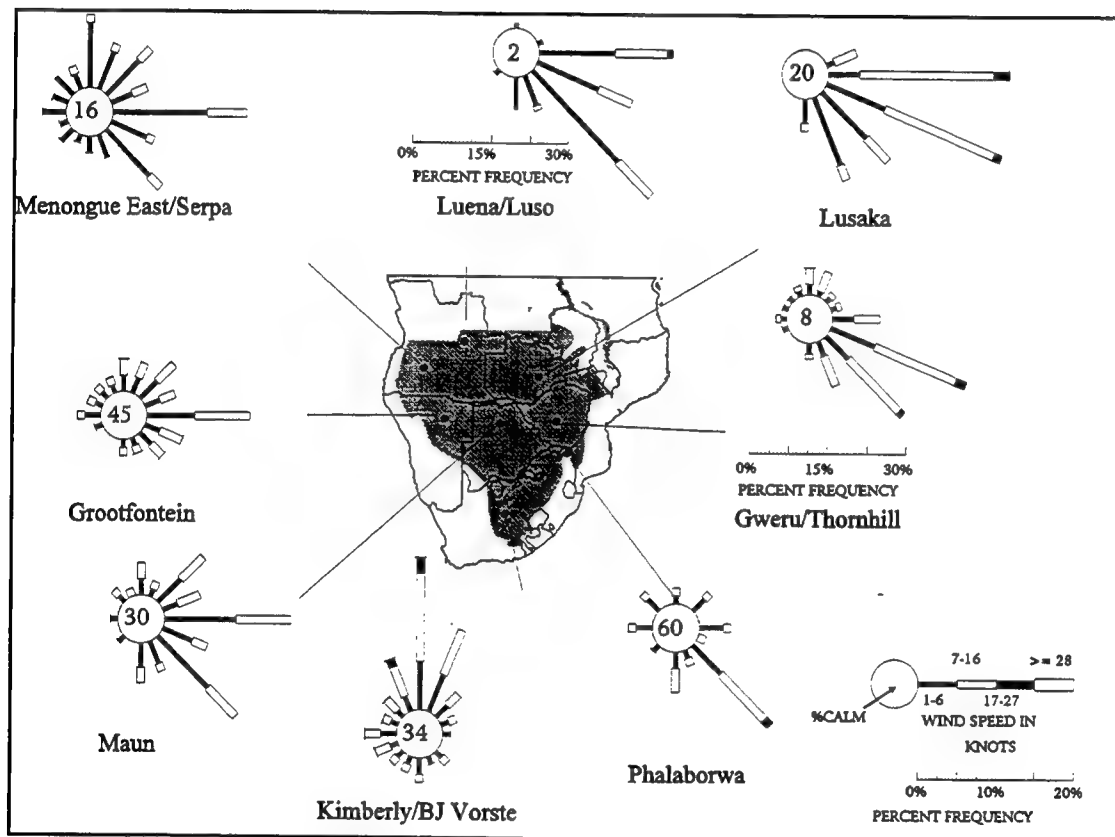 16
Menongue East/Serpa
2
0% 15% 30%
PERCENT FREQUENCY
Luena/Luso
20
Lusaka
8
0% 15% 30%
PERCENT FREQUENCY
Gweru/Thornhill
45
Grootfontein
30
Maun
34
Kimberly/BJ Vorste
60
Phalaborwa
7-16 >= 28
1-6 17-27
%CALM
WIND SPEED IN
KNOTS
0% 10% 20%
PERCENT FREQUENCY